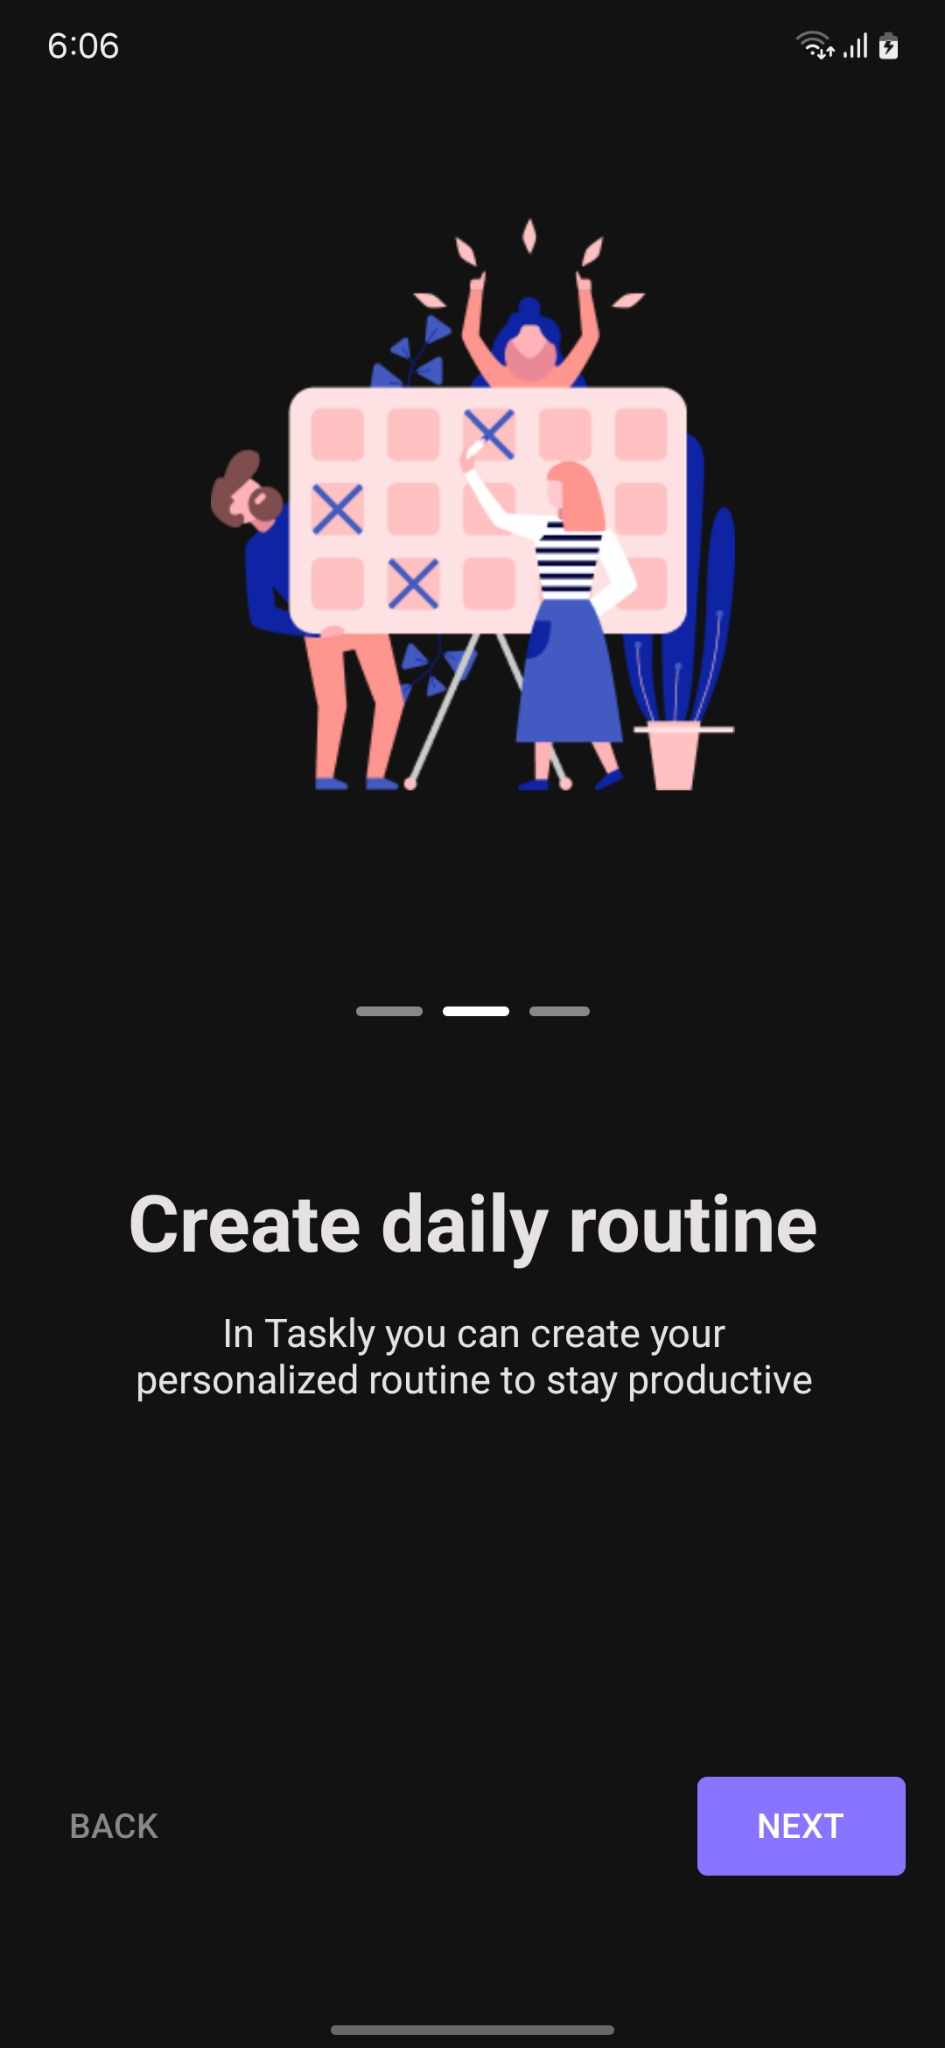 6:06
Create daily routine
In Taskly you can create your
personalized routine to stay productive
BACK
NEXT